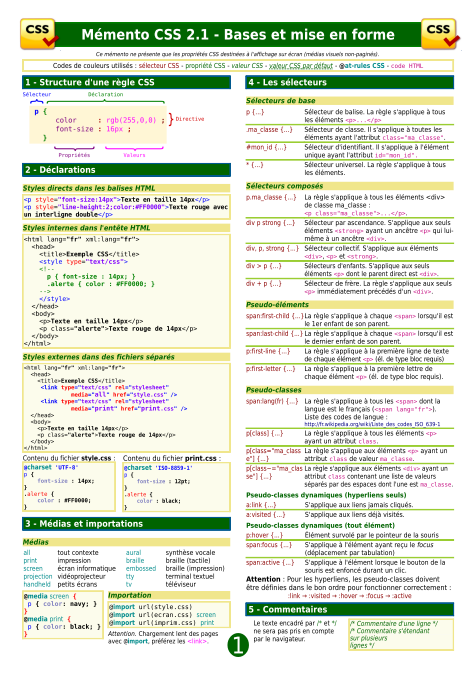 CSS
Mémento CSS 2.1 - Bases et mise en forme
CSS
Ce mémento ne présente que les propriétés CSS destinées à l'affichage sur écran (médias visuels non-paginés).
Codes de couleurs utilisés : sélecteur CSS - propriété CSS - valeur CSS - valeur CSS par défaut - @at-rules CSS - code HTML
1 - Structure d'une règle CSS
Sélecteur
Déclaration
p {
color : rgb(255,0,0) ;
font-size : 16px ;
}
Directive
Propriétés
Valeurs
2 - Déclarations
Styles directs dans les balises HTML
<p style="font-size:14px">Texte en taille 14px</p>
<p style="line-height:2;color:#FF0000">Texte rouge avec
un interligne double</p>
Styles internes dans l'entête HTML
<html lang="fr" xml:lang="fr">
<head>
<title>Exemple CSS</title>
<style type="text/css">
<!--
p { font-size : 14px; }
.alerte { color : #FF0000; }
-->
</style>
</head>
<body>
<p>Texte en taille 14px</p>
<p class="alerte">Texte rouge de 14px</p>
</body>
</html>
Styles externes dans des fichiers séparés
<html lang="fr" xml:lang="fr">
<head>
<title>Exemple CSS</title>
<link type="text/css" rel="stylesheet"
media="all" href="style.css" />
<link type="text/css" rel="stylesheet"
media="print" href="print.css" />
</head>
<body>
<p>Texte en taille 14px</p>
<p class="alerte">Texte rouge de 14px</p>
</body>
</html>
Contenu du fichier style.css :
@charset 'UTF-8'
p {
font-size : 14px;
}
.alerte {
color : #FF0000;
}
Contenu du fichier print.css :
@charset 'ISO-8859-1'
p {
font-size : 12pt;
}
.alerte {
color : black;
}
3 - Médias et importations
Médias
all tout contexte
print impression
screen écran informatique
projection vidéoprojecteur
handheld petits écrans
aural synthèse vocale
braille braille (tactile)
embossed braille (impression)
tty terminal textuel
tv téléviseur
@media screen {
p { color: navy; }
}
@media print {
p { color: black; }
}
Importation
@import url(style.css)
@import url(ecran.css) screen
@import url(imprim.css) print
Attention. Chargement lent des pages
avec @import, préférez les <link>.
4 - Les sélecteurs
Sélecteurs de base
p {...} Sélecteur de balise. La règle s'applique à tous
les éléments <p>...</p>
.ma_classe {...} Sélecteur de classe. Il s'applique à toutes les
éléments ayant l'attribut class="ma_classe".
#mon_id {...} Sélecteur d'identifiant. Il s'applique à l'élément
unique ayant l'attribut id="mon_id".
* {...} Sélecteur universel. La règle s'applique à tous
les éléments.
Sélecteurs composés
p.ma_classe {...} La règle s'applique à tous les éléments <div>
de classe ma_classe :
<p class="ma_classe">...</p>.
div p strong {...} Sélecteur par ascendance. S'applique aux seuls
éléments <strong> ayant un ancêtre <p> qui lui-
même à un ancêtre <div>.
div, p, strong {...} Sélecteur collectif. S'applique aux éléments
<div>, <p> et <strong>.
div > p {...} Sélecteurs d'enfants. S'applique aux seuls
éléments <p> dont le parent direct est <div>.
div + p {...} Sélecteur de frère. La règle s'applique aux seuls
<p> immédiatement précédés d'un <div>.
Pseudo-éléments
span:first-child {...} La règle s'applique à chaque <span> lorsqu'il est
le 1er enfant de son parent.
span:last-child {...} La règle s'applique à chaque <span> lorsqu'il est
le dernier enfant de son parent.
p:first-line {...} La règle s'applique à la première ligne de texte
de chaque élément <p> (él. de type bloc requis)
p:first-letter {...} La règle s'applique à la première lettre de
chaque élément <p> (él. de type bloc requis).
Pseudo-classes
span:lang(fr) {...} La règle s'applique à tous les <span> dont la
langue est le français (<span lang="fr">).
Liste des codes de langue :
http://fr.wikipedia.org/wiki/Liste_des_codes_ISO_639-1
p[class] {...} La règle s'applique aux seuls éléments <p>
ayant un attribut class.
p[class="ma_clas
se"] {...} La règle s'applique aux éléments <p> ayant un
attribut class de valeur ma_classe.
p[class~="ma_clas
se"] {...} La règle s'applique aux éléments <div> ayant un
attribut class contenant une liste de valeurs
séparés par des espaces dont l'une est ma_classe.
Pseudo-classes dynamiques (hyperliens seuls)
a:link {...} S'applique aux liens jamais cliqués.
a:visited {...} S'applique aux liens déjà visités.
Pseudo-classes dynamiques (tout élément)
p:hover {...} Élément survolé par le pointeur de la souris
span:focus {...} S'applique à l'élément ayant reçu le focus
(déplacement par tabulation)
span:active {...} S'applique à l'élément lorsque le bouton de la
souris est enfoncé durant un clic.
Attention : Pour les hyperliens, les pseudo-classes doivent
être définies dans le bon ordre pour fonctionner correctement :
:link → :visited → :hover → :focus → :active
5 - Commentaires
Le texte encadré par /* et */
ne sera pas pris en compte
par le navigateur.
/* Commentaire d'une ligne */
/* Commentaire s'étendant
sur plusieurs
lignes */
1